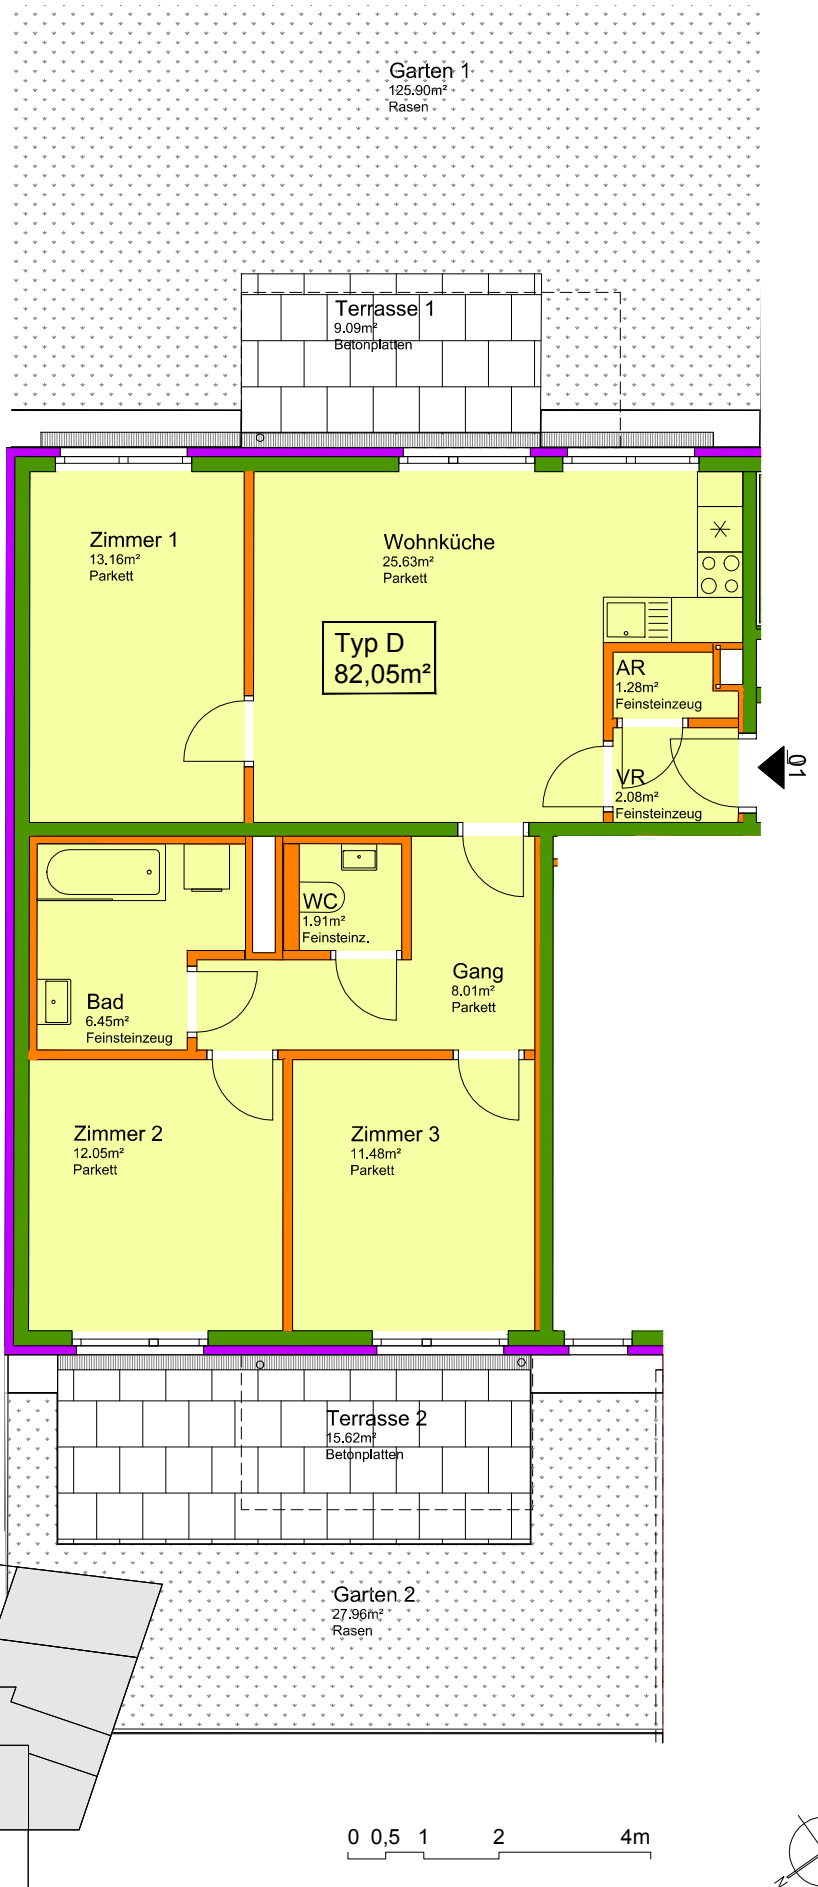 Garten 1
125.90m²
Rasen
Terrasse 1
9.09m²
Betonplatten
Zimmer 1
13.16m²
Parkett
Wohnküche
25.63m²
Parkett
Typ D
82,05m²
AR
1.28m²
Feinsteinzeug
VR
2.08m²
Feinsteinzeug
01
WC
1.91m²
Feinsteinz.
Gang
8.01m²
Parkett
Bad
6.45m²
Feinsteinzeug
Zimmer 2
12.05m²
Parkett
Zimmer 3
11.48m²
Parkett
Terrasse 2
15.62m²
Betonplatten
Garten 2
27.96m²
Rasen
0 0,5 1 2 4m
N